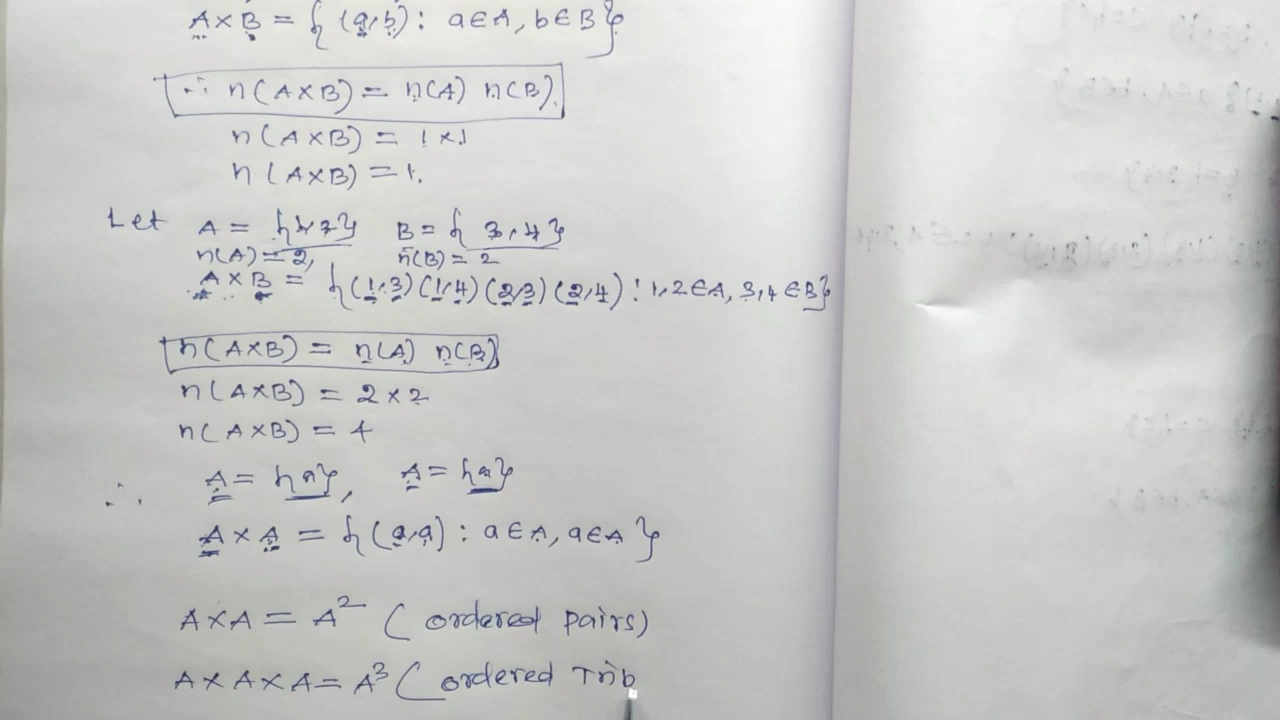 A × B = { (a, b) : a ∈ A, b ∈ B }
∴ n(A×B) = n(A) n(B).
n(A×B) = 1 × 1
n(A×B) = 1.
Let A = {1, 2} B = { 3, 4 }
n(A) = 2, n(B) = 2
A × B = {(1,3) (1,4) (2,3) (2,4) : 1,2 ∈ A, 3,4 ∈ B}
n(A×B) = n(A) n(B)
n(A×B) = 2 × 2
n(A×B) = 4
∴ A = {a}, A = {a}
A × A = {(a,a) : a ∈ A, a ∈ A }
A×A = A² ( ordered pairs)
A×A×A = A³ ( ordered Trip